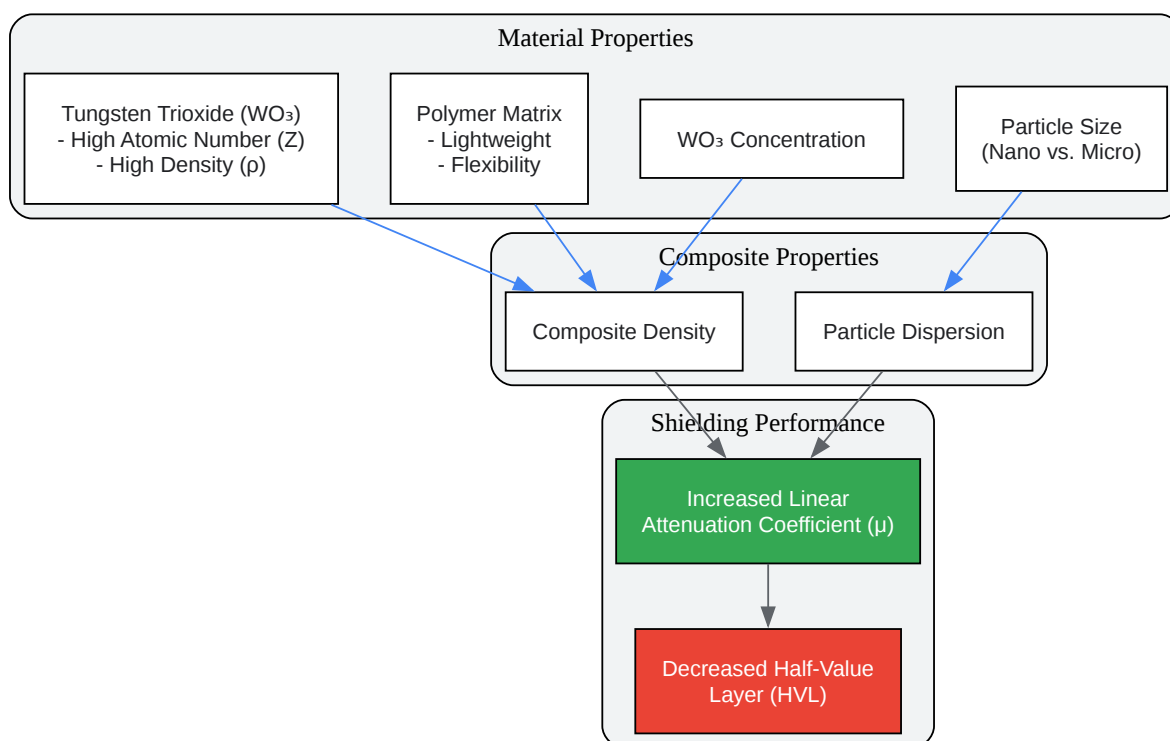 Material Properties
Tungsten Trioxide (WO₃)
- High Atomic Number (Z)
- High Density (ρ)
Polymer Matrix
- Lightweight
- Flexibility
WO₃ Concentration
Particle Size
(Nano vs. Micro)
Composite Properties
Composite Density
Particle Dispersion
Shielding Performance
Increased Linear
Attenuation Coefficient (μ)
Decreased Half-Value
Layer (HVL)